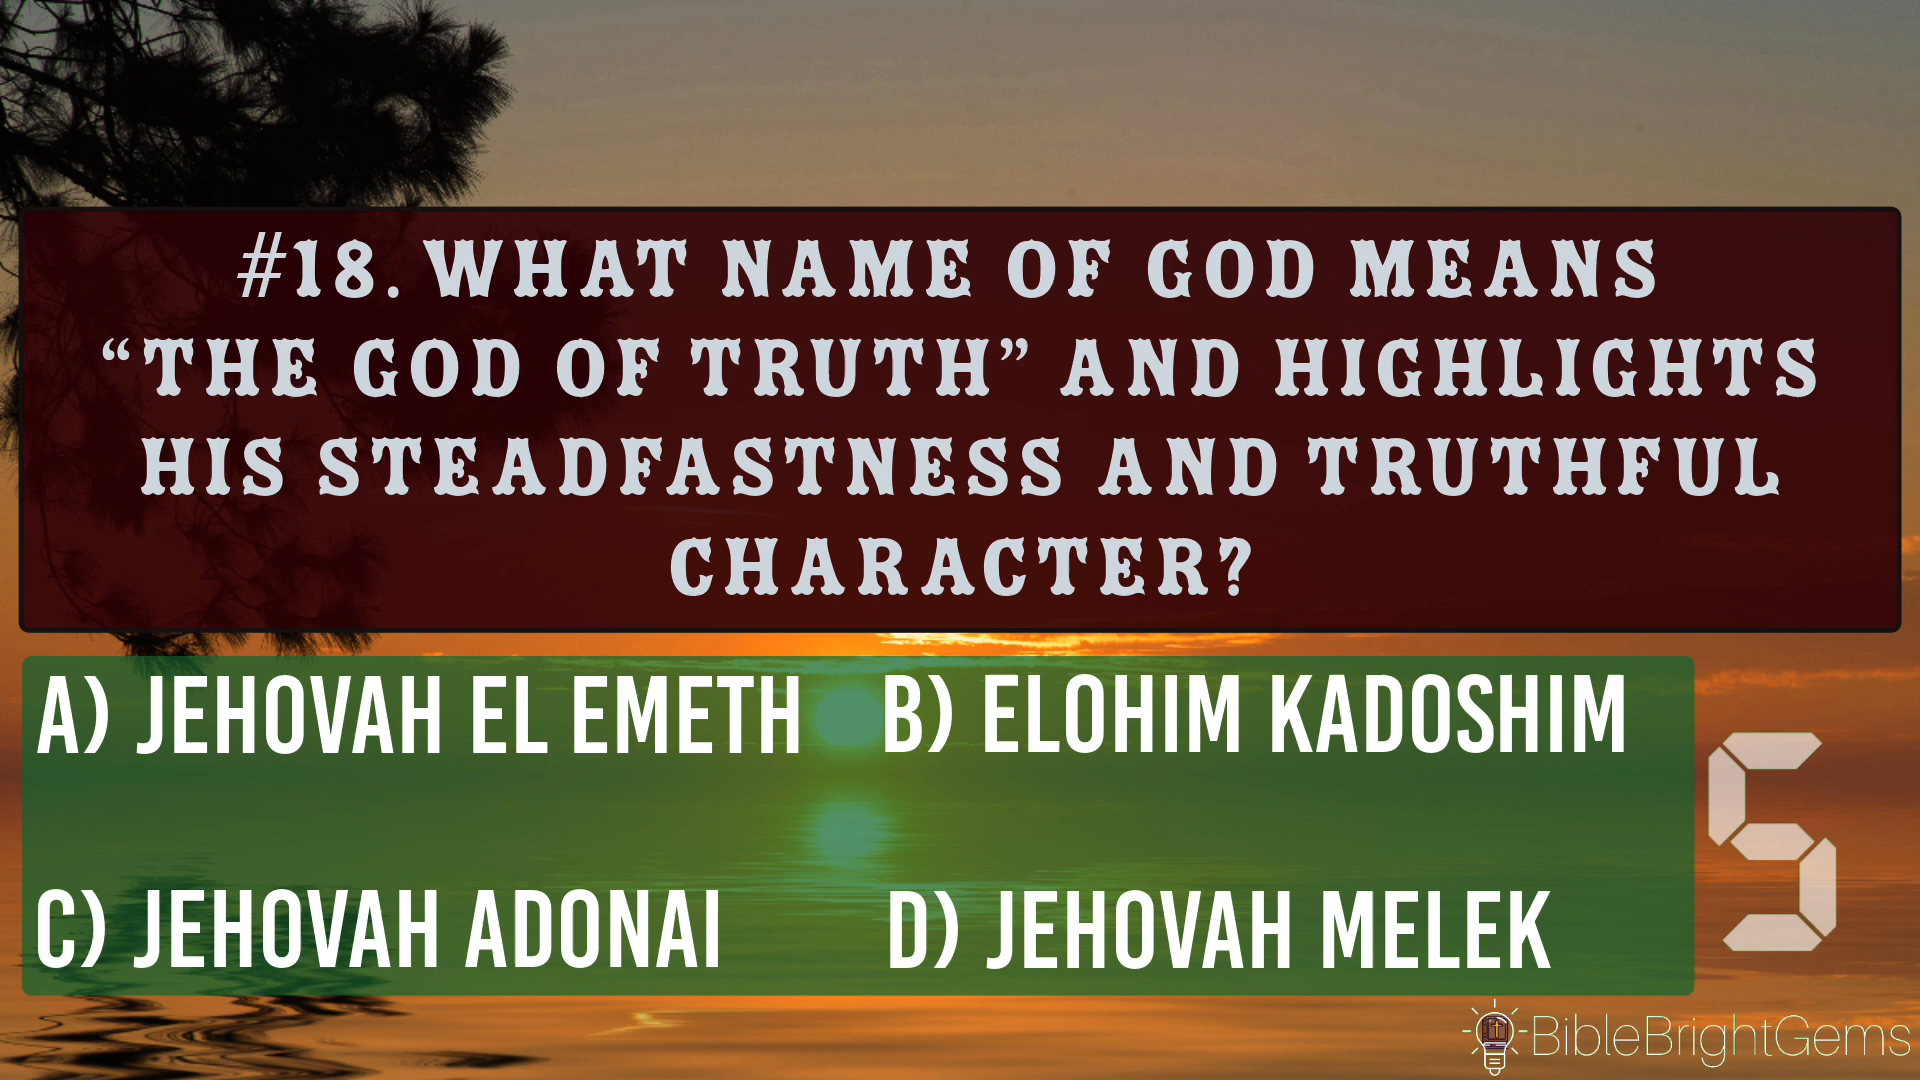 #18. WHAT NAME OF GOD MEANS
“THE GOD OF TRUTH” AND HIGHLIGHTS
HIS STEADFASTNESS AND TRUTHFUL
CHARACTER?
A) JEHOVAH EL EMETH
B) ELOHIM KADOSHIM
C) JEHOVAH ADONAI
D) JEHOVAH MELEK
5
BibleBrightGems